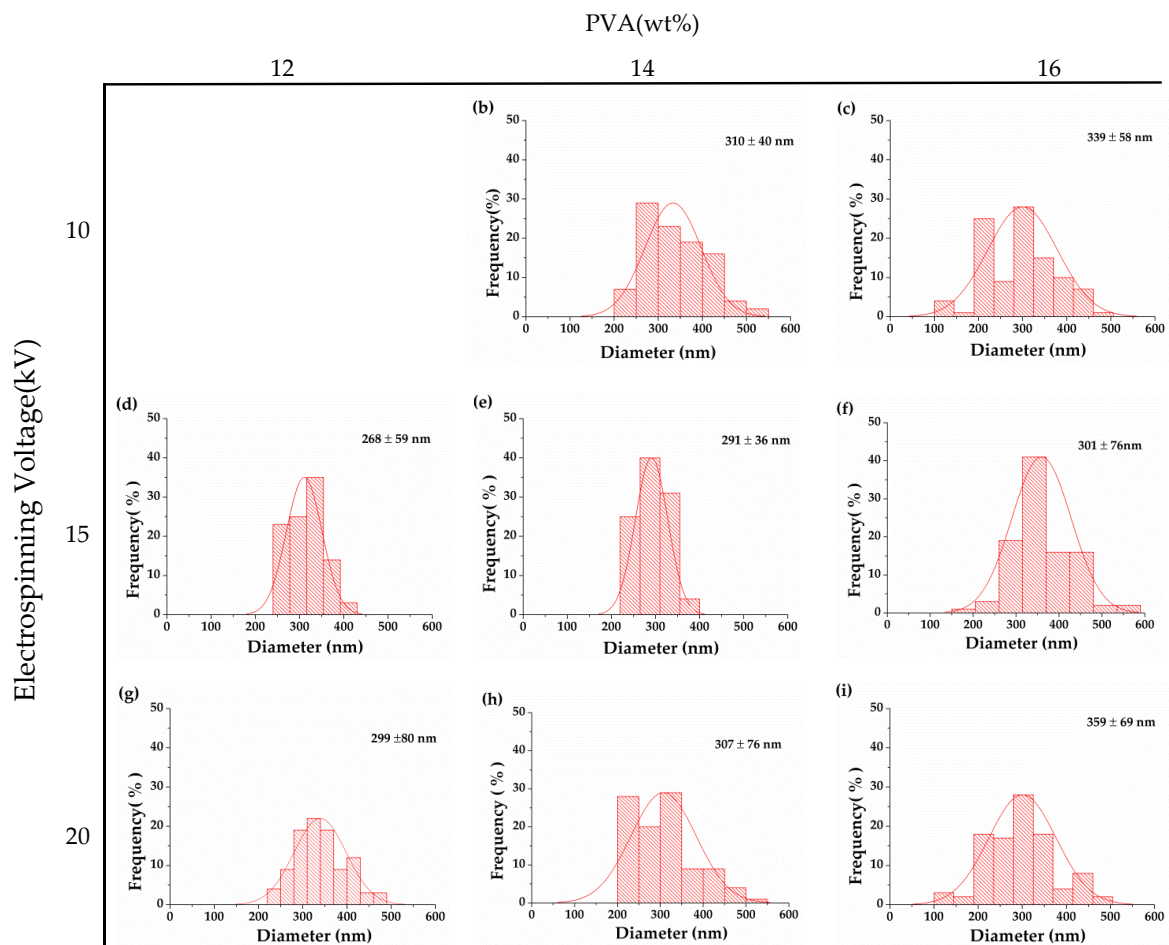 PVA(wt%)
12 14 16
Electrospinning Voltage(kV)
10
(b)
310 ± 40 nm
Frequency(%)
50
40
30
20
10
0
0 100 200 300 400 500 600
Diameter (nm)
(c)
339 ± 58 nm
Frequency( % )
50
40
30
20
10
0
0 100 200 300 400 500 600
Diameter (nm)
15
(d)
268 ± 59 nm
Frequency( % )
50
40
30
20
10
0
0 100 200 300 400 500 600
Diameter (nm)
(e)
291 ± 36 nm
Frequency( % )
50
40
30
20
10
0
0 100 200 300 400 500 600
Diameter (nm)
(f)
301 ± 76nm
Frequency( % )
50
40
30
20
10
0
0 100 200 300 400 500 600
Diameter (nm)
20
(g)
299 ±80 nm
Frequency( % )
50
40
30
20
10
0
0 100 200 300 400 500 600
(h)
307 ± 76 nm
Frequency( % )
50
40
30
20
10
0
0 100 200 300 400 500 600
(i)
359 ± 69 nm
Frequency( % )
50
40
30
20
10
0
0 100 200 300 400 500 600